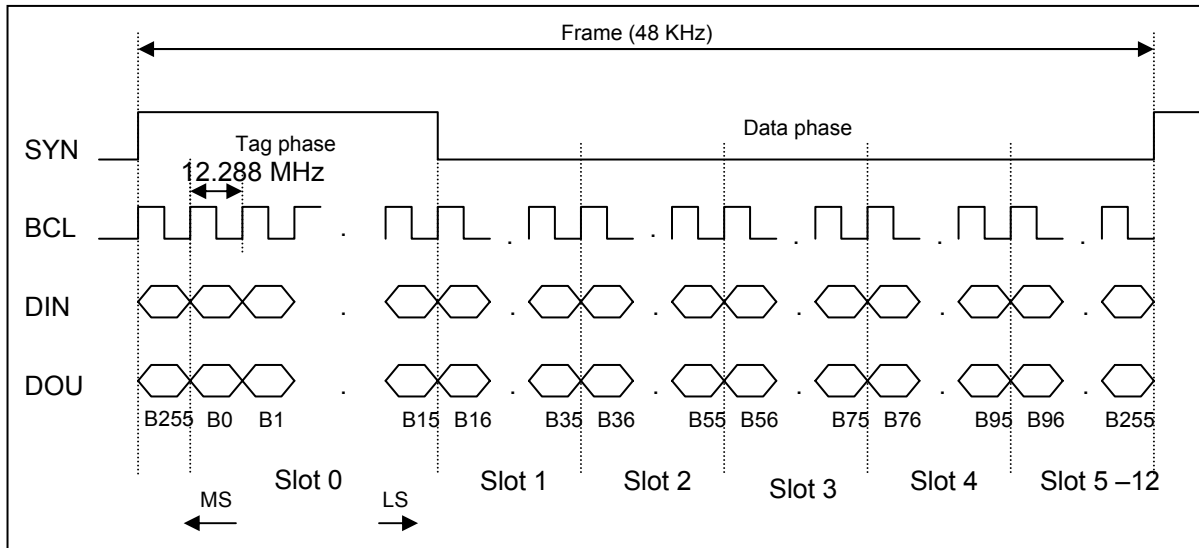 Frame (48 KHz)
SYN
Tag phase
Data phase
12.288 MHz
BCL
. . . . . .
DIN
. . . . . .
DOU
. . . . . .
B255 B0 B1 B15 B16 B35 B36 B55 B56 B75 B76 B95 B96 B255
Slot 0 Slot 1 Slot 2 Slot 3 Slot 4 Slot 5 –12
MS LS